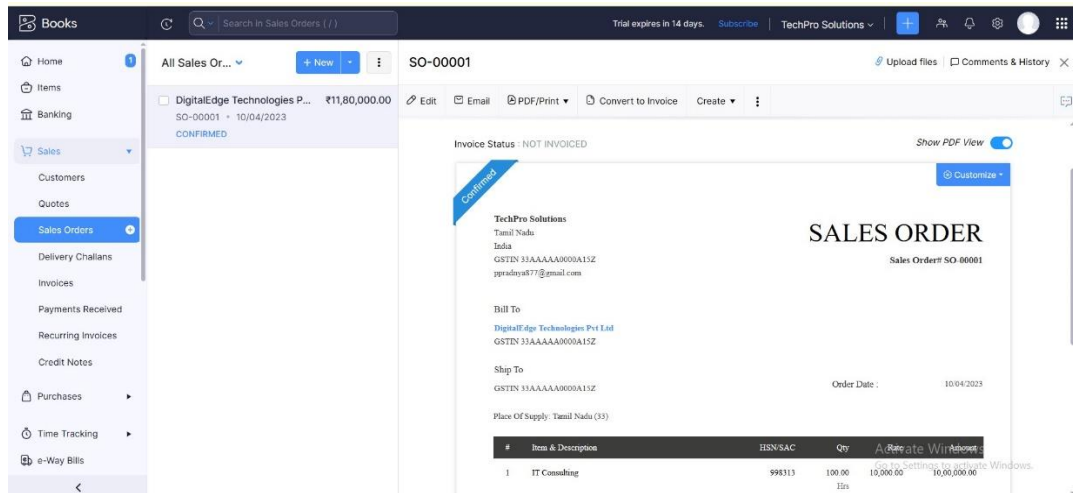 Books
Search in Sales Orders ( / )
Trial expires in 14 days. Subscribe
TechPro Solutions
Home 1
Items
Banking
Sales
Customers
Quotes
Sales Orders
Delivery Challans
Invoices
Payments Received
Recurring Invoices
Credit Notes
Purchases
Time Tracking
e-Way Bills
All Sales Or...
+ New
DigitalEdge Technologies P... ₹11,80,000.00
SO-00001 • 10/04/2023
CONFIRMED
SO-00001
Upload files
Comments & History
Edit Email PDF/Print Convert to Invoice Create
Invoice Status : NOT INVOICED
Show PDF View
Confirmed
Customize
TechPro Solutions
Tamil Nadu
India
GSTIN 33AAAAA0000A15Z
ppradnya877@gmail.com
SALES ORDER
Sales Order# SO-00001
Bill To
DigitalEdge Technologies Pvt Ltd
GSTIN 33AAAAA0000A15Z
Ship To
GSTIN 33AAAAA0000A15Z
Order Date : 10/04/2023
Place Of Supply: Tamil Nadu (33)
# Item & Description HSN/SAC Qty Rate Amount
1 IT Consulting 998313 100.00 10,000.00 10,00,000.00
Hrs
Activate Windows
Go to Settings to activate Windows.